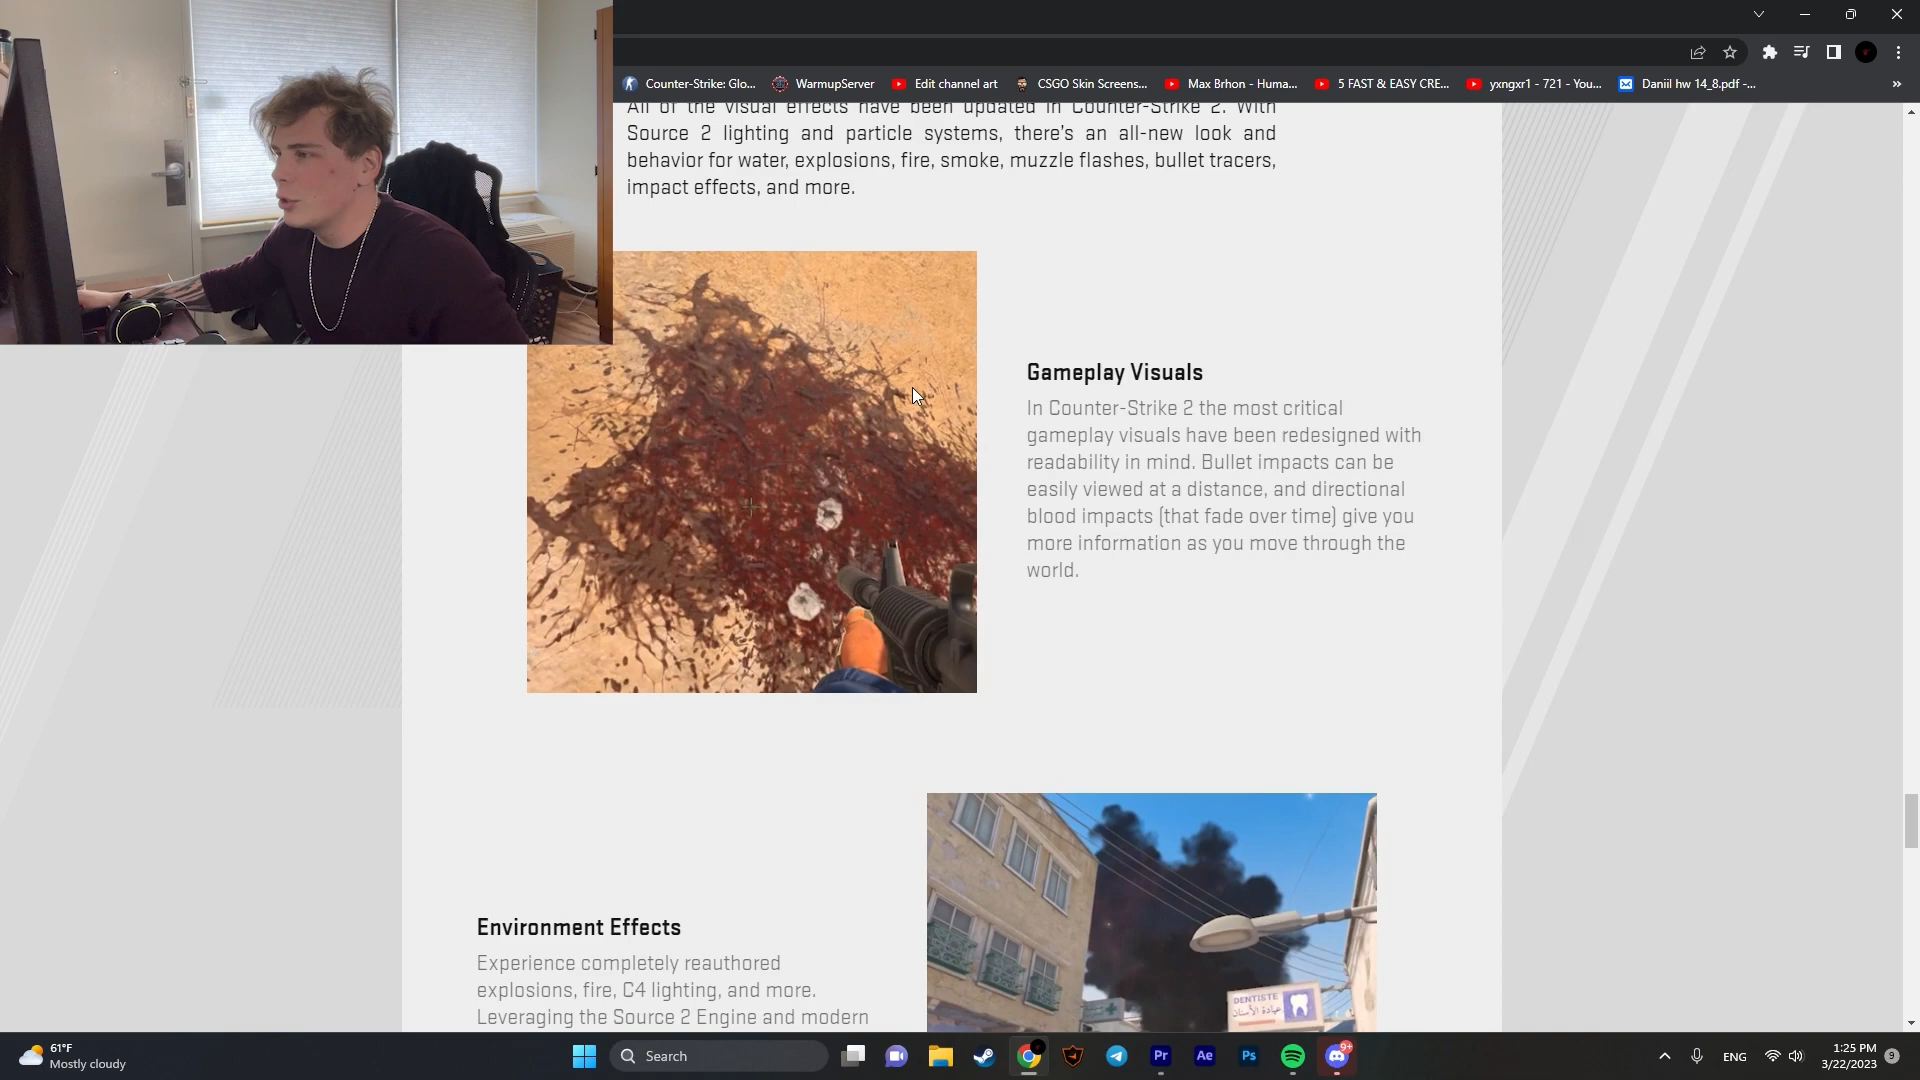 Counter-Strike: Glo...
WarmupServer
Edit channel art
CSGO Skin Screens...
Max Brhon - Huma...
5 FAST & EASY CRE...
yxngxr1 - 721 - You...
Daniil hw 14_8.pdf -...
»
All of the visual effects have been updated in Counter-Strike 2. With
Source 2 lighting and particle systems, there's an all-new look and
behavior for water, explosions, fire, smoke, muzzle flashes, bullet tracers,
impact effects, and more.
Gameplay Visuals
In Counter-Strike 2 the most critical
gameplay visuals have been redesigned with
readability in mind. Bullet impacts can be
easily viewed at a distance, and directional
blood impacts (that fade over time) give you
more information as you move through the
world.
Environment Effects
Experience completely reauthored
explosions, fire, C4 lighting, and more.
Leveraging the Source 2 Engine and modern
DENTISTE
عيادة الأسنان
61°F
Mostly cloudy
Search
Pr
Ae
Ps
9+
ENG
1:25 PM
3/22/2023
9